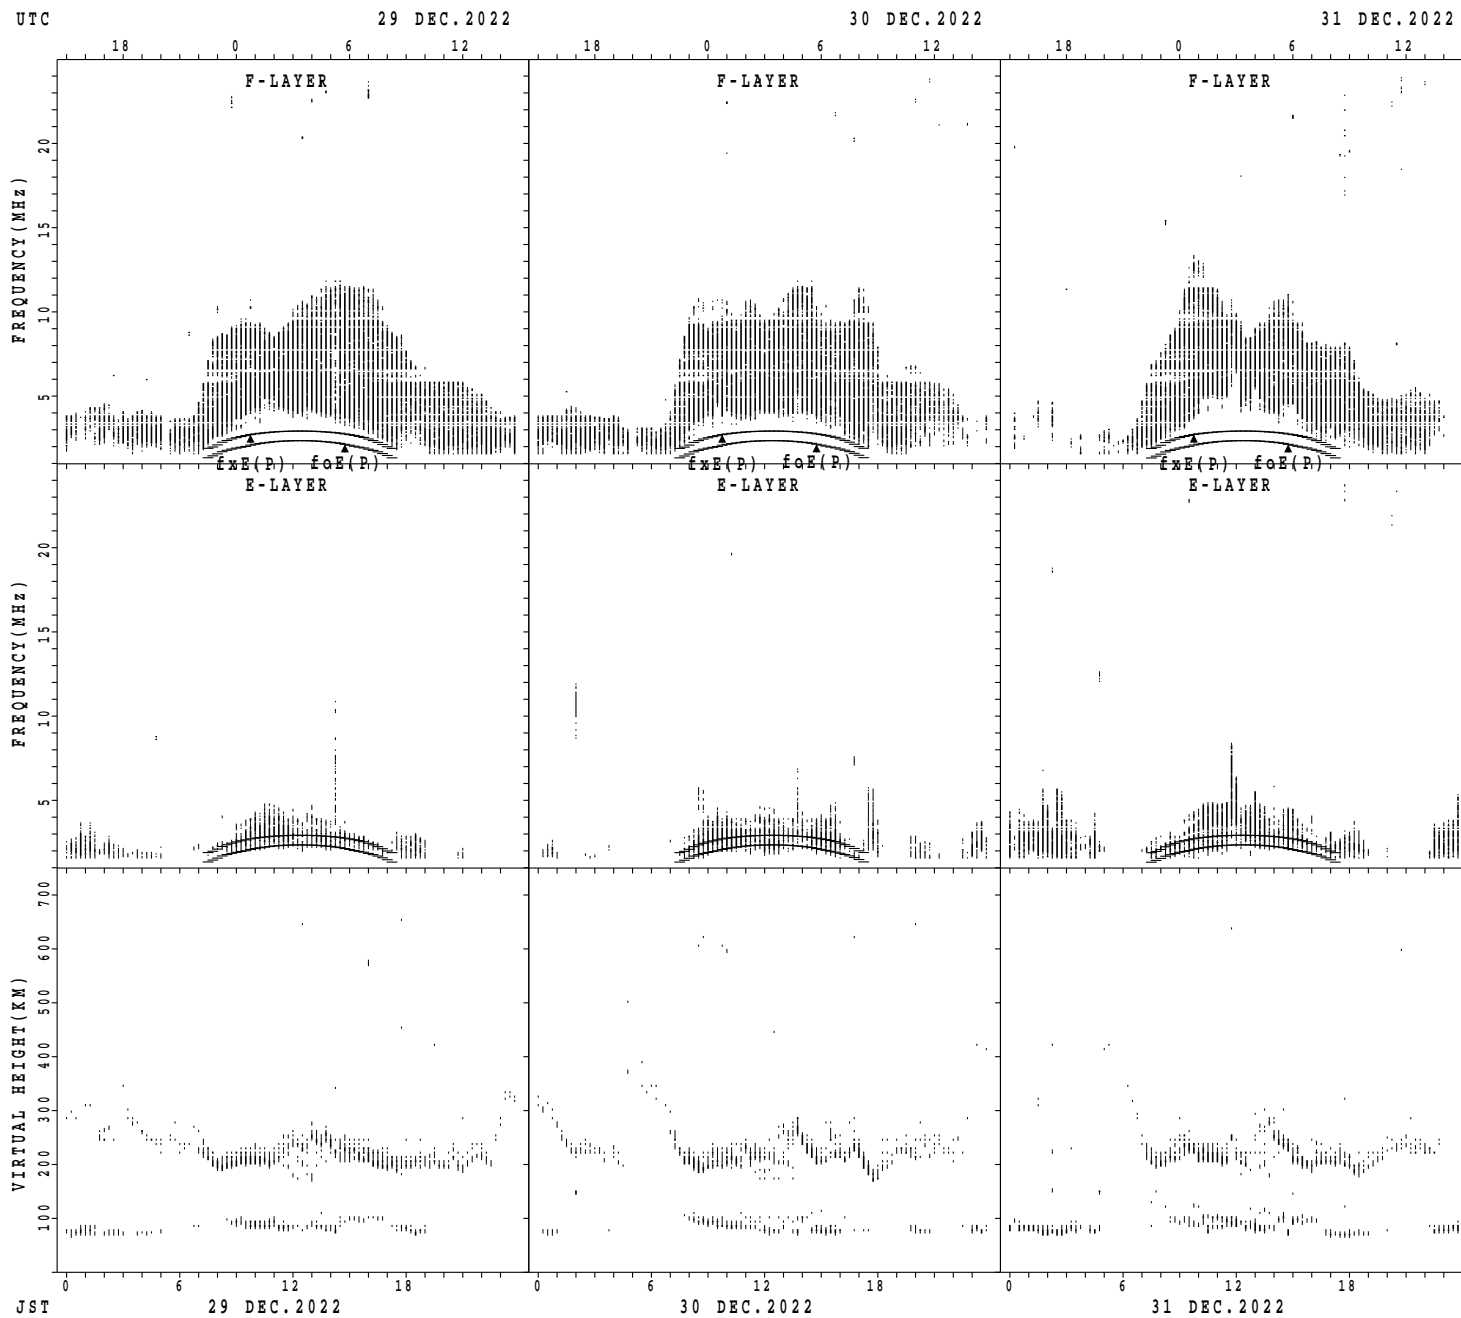 UTC 29 DEC.2022 30 DEC.2022 31 DEC.2022
18 0 6 12 18 0 6 12 18 0 6 12
F-LAYER F-LAYER F-LAYER
FREQUENCY(MHz)
20
15
10
5
fxE(P) foE(P) fxE(P) foE(P) fxE(P) foE(P)
E-LAYER E-LAYER E-LAYER
FREQUENCY(MHz)
20
15
10
5
VIRTUAL HEIGHT(KM)
700
600
500
400
300
200
100
0 6 12 18 0 6 12 18 0 6 12 18
JST 29 DEC.2022 30 DEC.2022 31 DEC.2022